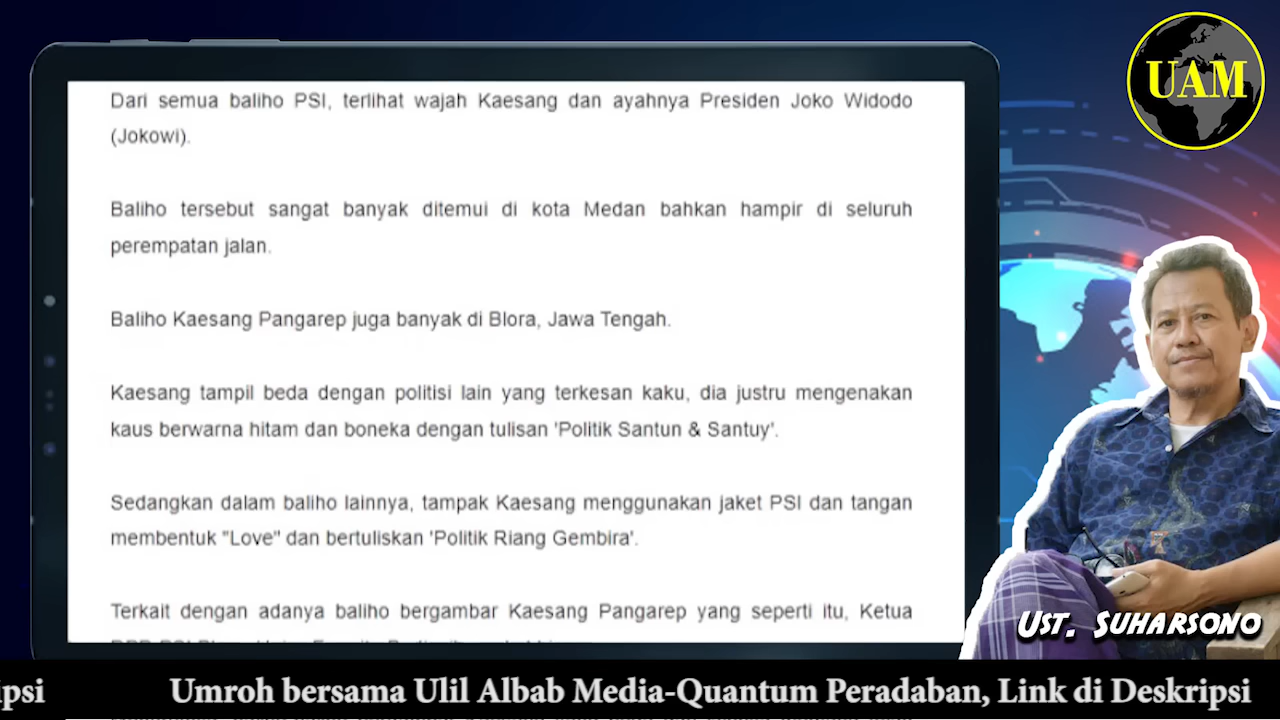 Dari semua baliho PSI, terlihat wajah Kaesang dan ayahnya Presiden Joko Widodo
(Jokowi).
Baliho tersebut sangat banyak ditemui di kota Medan bahkan hampir di seluruh
perempatan jalan.
Baliho Kaesang Pangarep juga banyak di Blora, Jawa Tengah.
Kaesang tampil beda dengan politisi lain yang terkesan kaku, dia justru mengenakan
kaus berwarna hitam dan boneka dengan tulisan 'Politik Santun & Santuy'.
Sedangkan dalam baliho lainnya, tampak Kaesang menggunakan jaket PSI dan tangan
membentuk "Love" dan bertuliskan 'Politik Riang Gembira'.
Terkait dengan adanya baliho bergambar Kaesang Pangarep yang seperti itu, Ketua
UAM
UST. SUHARSONO
ipsi Umroh bersama Ulil Albab Media-Quantum Peradaban, Link di Deskripsi